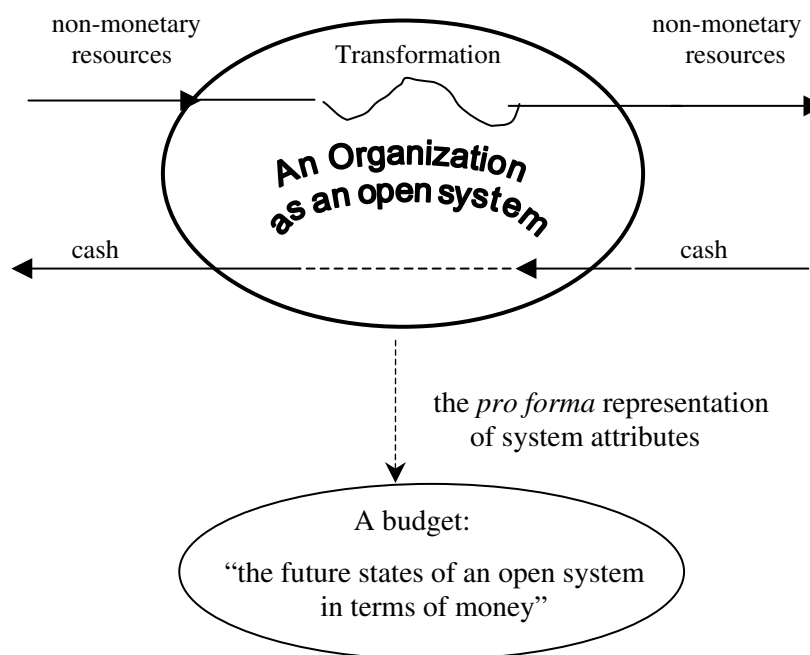 non-monetary
resources
non-monetary
resources
Transformation
An Organization
as an open system
cash
cash
the pro forma representation
of system attributes
A budget:
“the future states of an open system
in terms of money”